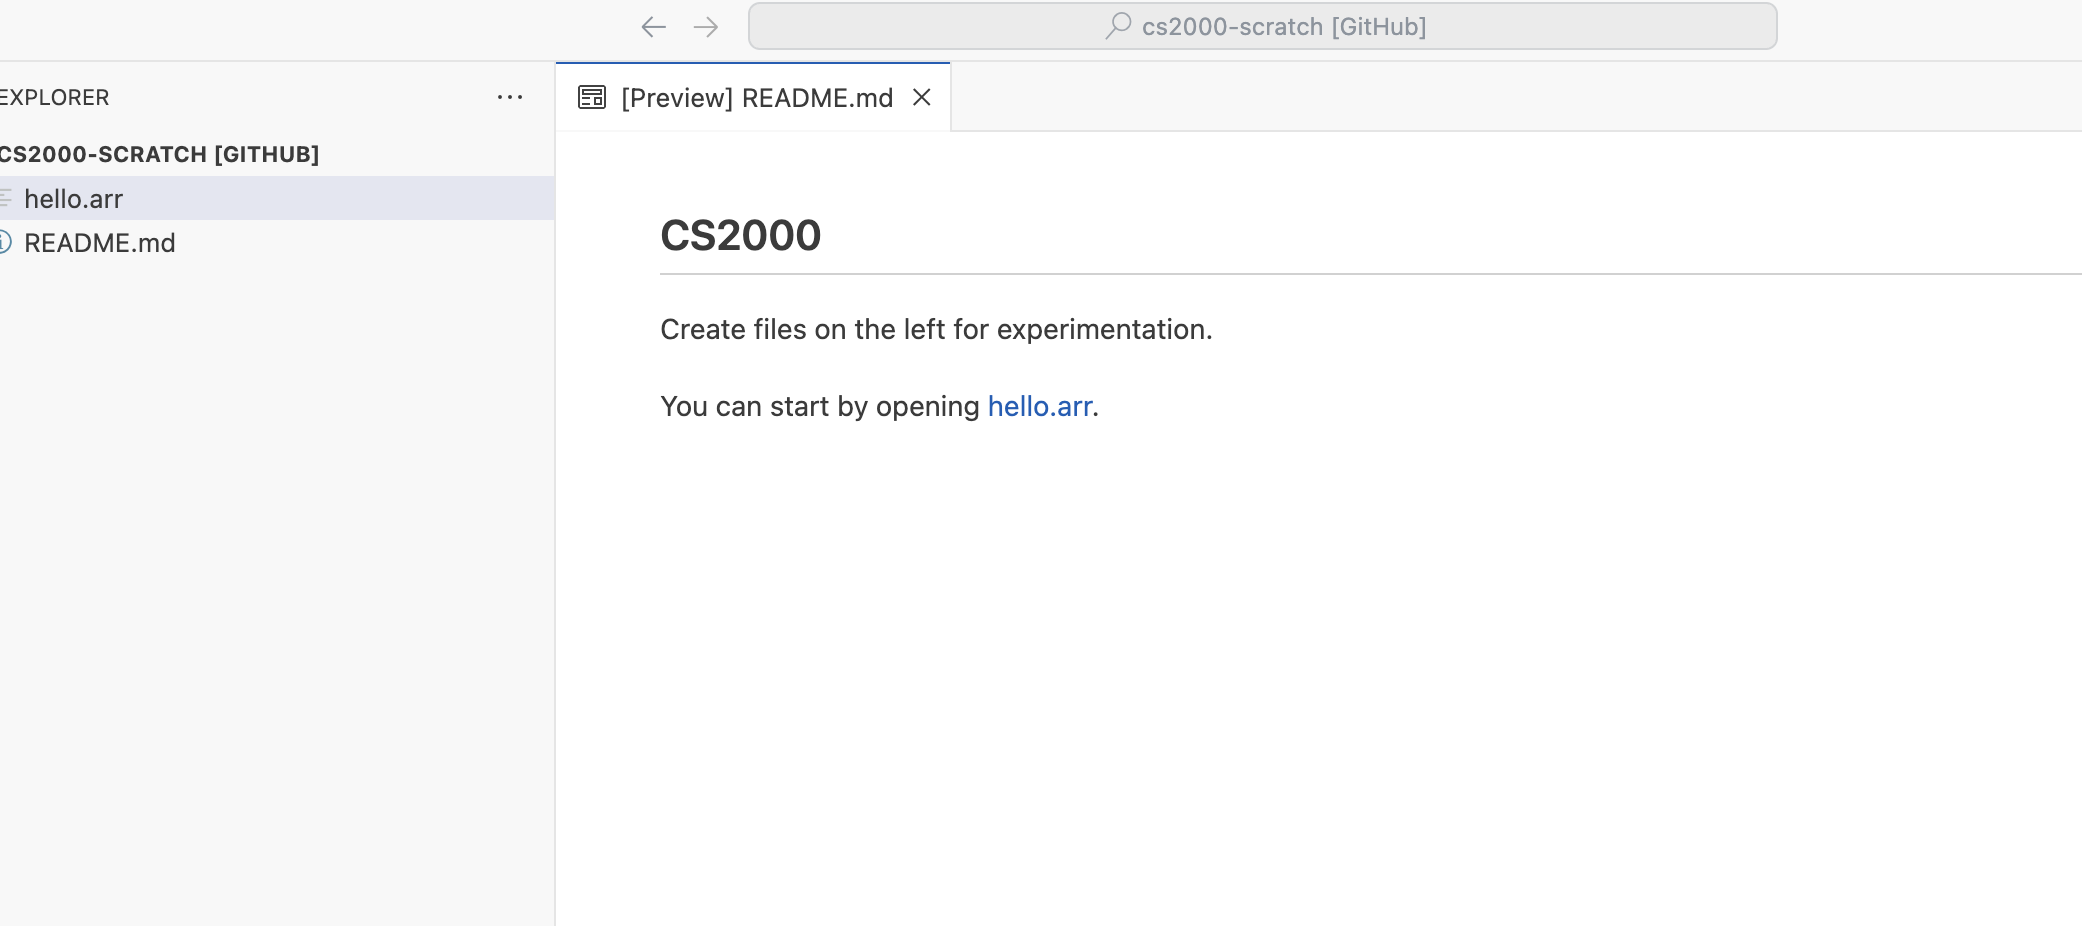 cs2000-scratch [GitHub]
EXPLORER
[Preview] README.md
CS2000-SCRATCH [GITHUB]
hello.arr
README.md
CS2000
Create files on the left for experimentation.
You can start by opening hello.arr.